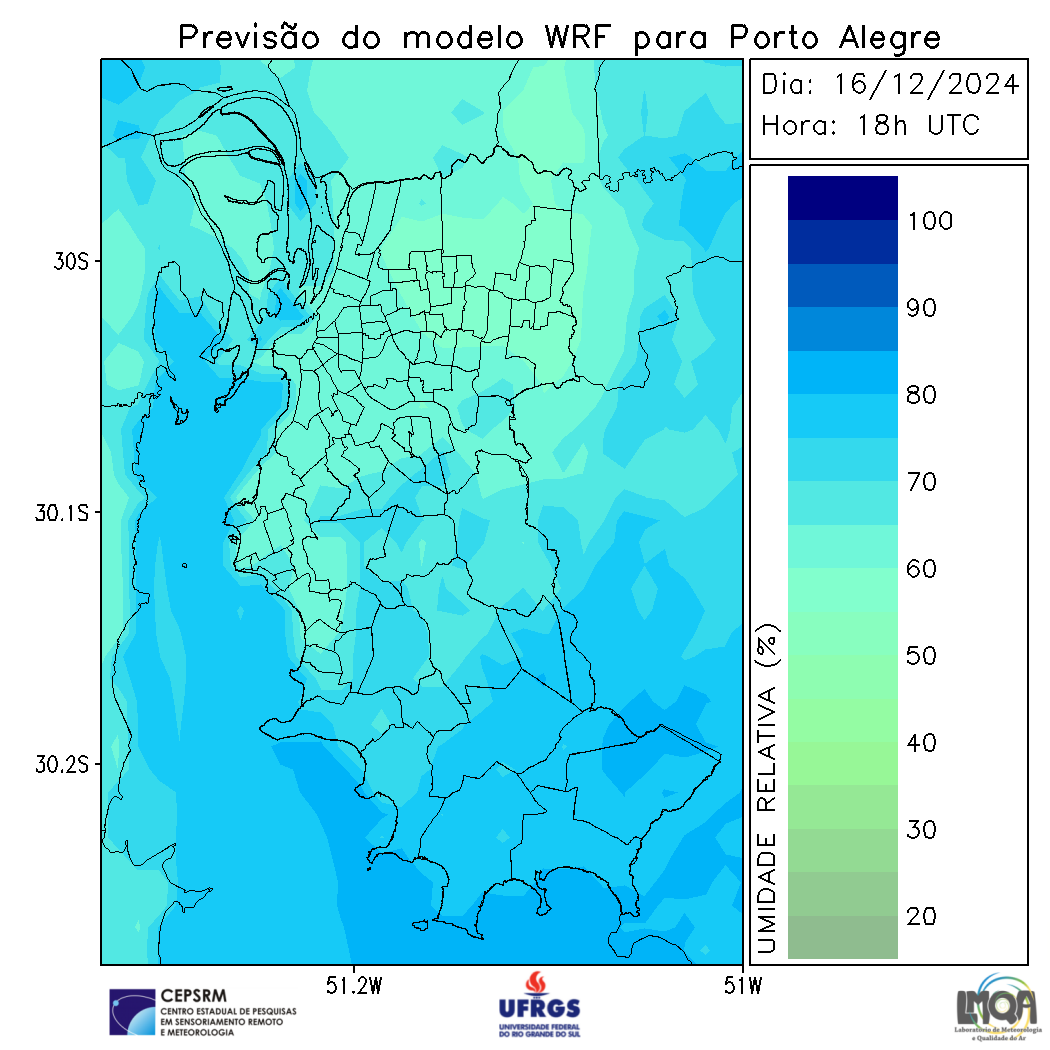 Previsão do modelo WRF para Porto Alegre
Dia: 16/12/2024
Hora: 18h UTC
30S
30.1S
30.2S
51.2W
51W
100
90
80
70
60
50
40
30
20
UMIDADE RELATIVA (%)
CEPSRM
CENTRO ESTADUAL DE PESQUISAS
EM SENSORIAMENTO REMOTO
E METEOROLOGIA
UFRGS
UNIVERSIDADE FEDERAL
DO RIO GRANDE DO SUL
LMQA
Laboratório de Meteorologia
e Qualidade do Ar